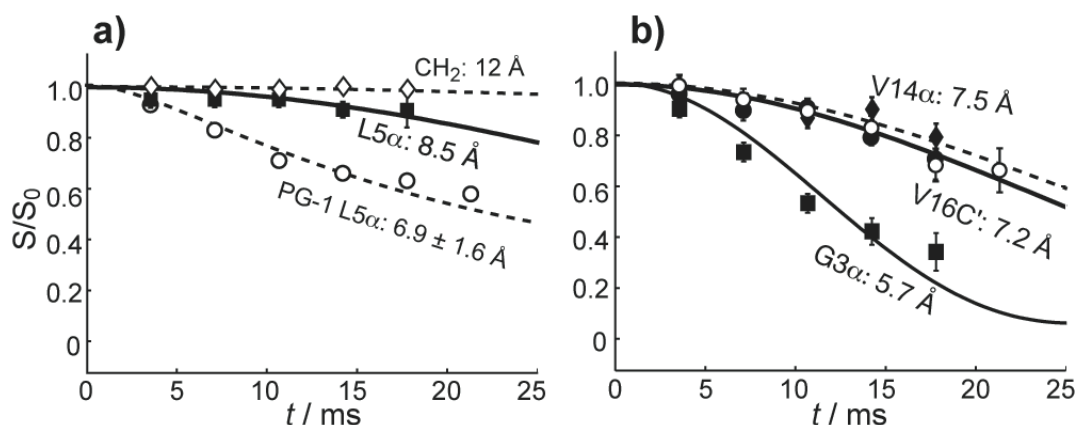 a)
S/S0
1.0
0.8
0.6
0.4
0.2
0
CH2: 12 Å
L5α: 8.5 Å
PG-1 L5α: 6.9 ± 1.6 Å
0 5 10 15 20 25
t / ms
b)
1.0
0.8
0.6
0.4
0.2
0
V14α: 7.5 Å
V16C': 7.2 Å
G3α: 5.7 Å
0 5 10 15 20 25
t / ms